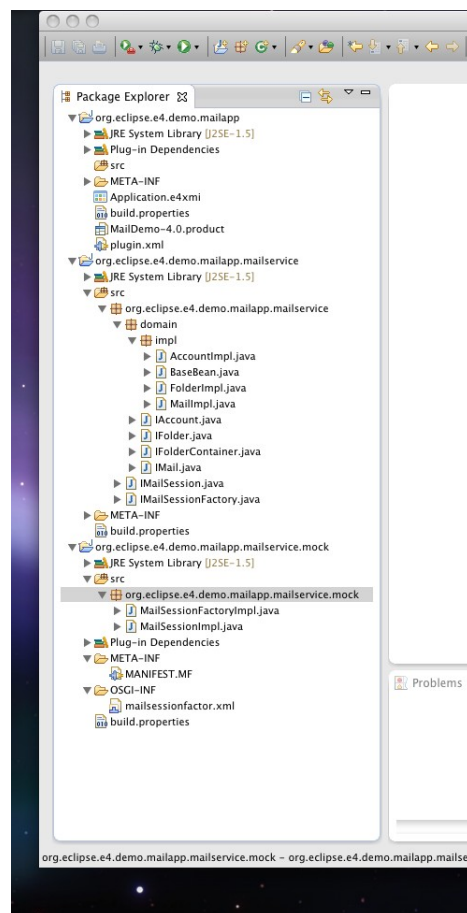 Package Explorer
org.eclipse.e4.demo.mailapp
JRE System Library [J2SE-1.5]
Plug-in Dependencies
src
META-INF
Application.e4xmi
build.properties
MailDemo-4.0.product
plugin.xml
org.eclipse.e4.demo.mailapp.mailservice
JRE System Library [J2SE-1.5]
src
org.eclipse.e4.demo.mailapp.mailservice
domain
impl
AccountImpl.java
BaseBean.java
FolderImpl.java
MailImpl.java
IAccount.java
IFolder.java
IFolderContainer.java
IMail.java
IMailSession.java
IMailSessionFactory.java
META-INF
build.properties
org.eclipse.e4.demo.mailapp.mailservice.mock
JRE System Library [J2SE-1.5]
src
org.eclipse.e4.demo.mailapp.mailservice.mock
MailSessionFactoryImpl.java
MailSessionImpl.java
Plug-in Dependencies
META-INF
MANIFEST.MF
OSGI-INF
mailsessionfactor.xml
build.properties
Problems
org.eclipse.e4.demo.mailapp.mailservice.mock - org.eclipse.e4.demo.mailapp.mailse